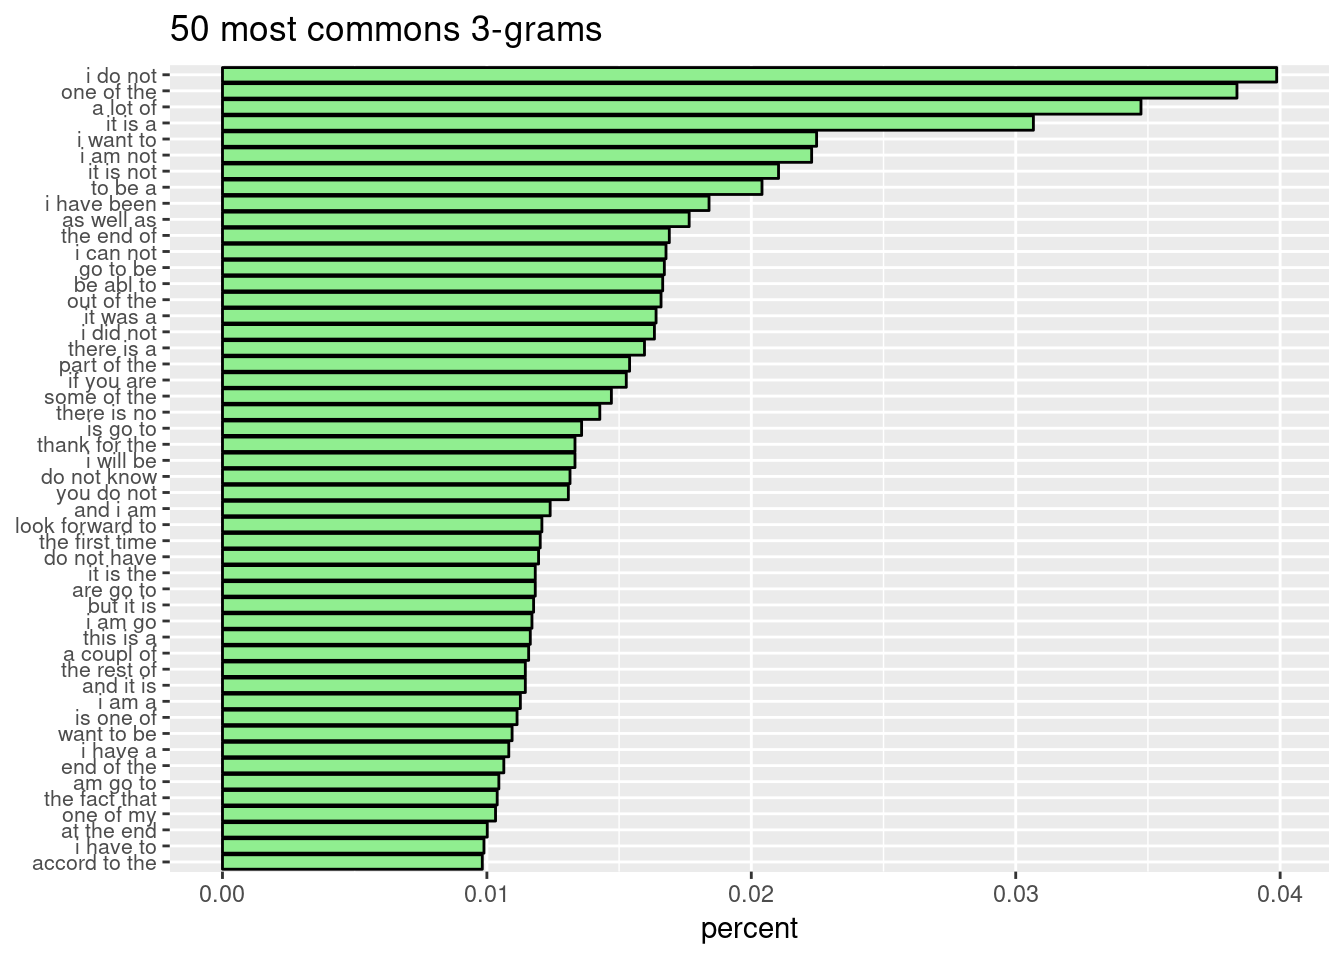 50 most commons 3-grams
i do not
one of the
a lot of
it is a
i want to
i am not
it is not
to be a
i have been
as well as
the end of
i can not
go to be
be abl to
out of the
it was a
i did not
there is a
part of the
if you are
some of the
there is no
is go to
thank for the
i will be
do not know
you do not
and i am
look forward to
the first time
do not have
it is the
are go to
but it is
i am go
this is a
a coupl of
the rest of
and it is
i am a
is one of
want to be
i have a
end of the
am go to
the fact that
one of my
at the end
i have to
accord to the
0.00 0.01 0.02 0.03 0.04
percent